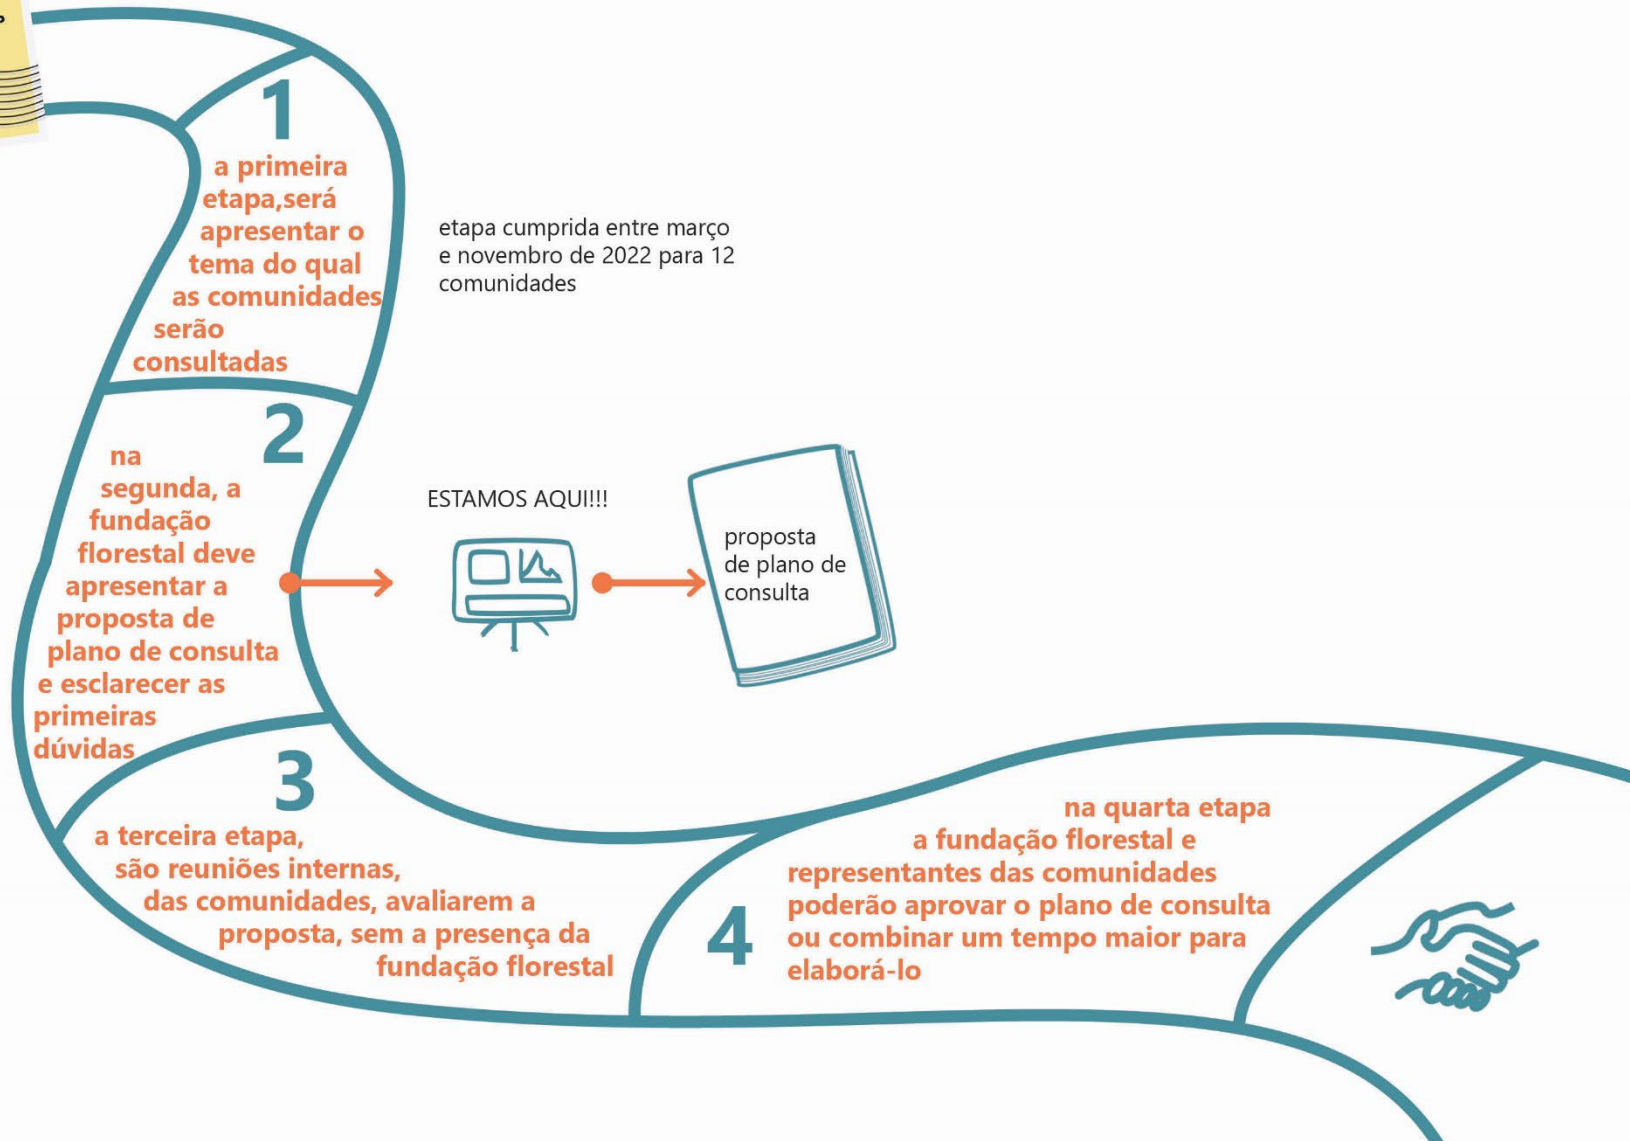 1
a primeira
etapa,será
apresentar o
tema do qual
as comunidades
serão
consultadas
etapa cumprida entre março
e novembro de 2022 para 12
comunidades
2
na
segunda, a
fundação
florestal deve
apresentar a
proposta de
plano de consulta
e esclarecer as
primeiras
dúvidas
ESTAMOS AQUI!!!
proposta
de plano de
consulta
3
a terceira etapa,
são reuniões internas,
das comunidades, avaliarem a
proposta, sem a presença da
fundação florestal
4
na quarta etapa
a fundação florestal e
representantes das comunidades
poderão aprovar o plano de consulta
ou combinar um tempo maior para
elaborá-lo